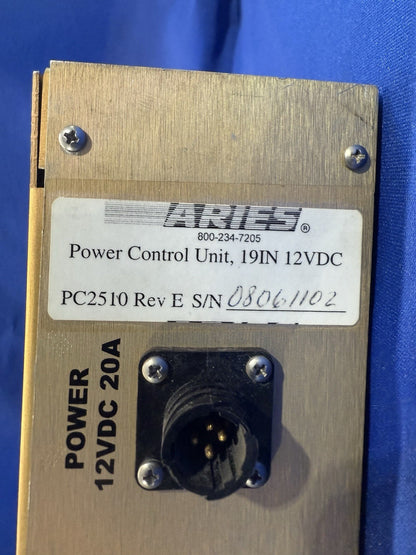 ARIES®
800-234-7205
Power Control Unit, 19IN 12VDC
PC2510 Rev E S/N 08061102
POWER
12VDC 20A